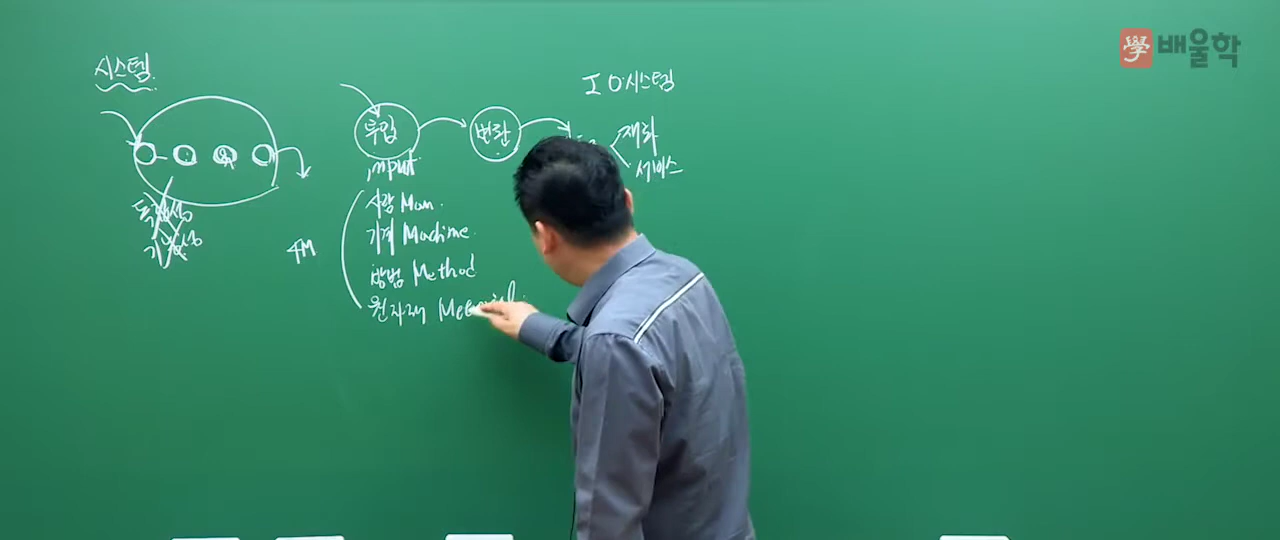 學 배울학
시스템
I O 시스템
투입
변환
재화
서비스
input
사람 Man
기계 Machine
방법 Method
원자재
4M